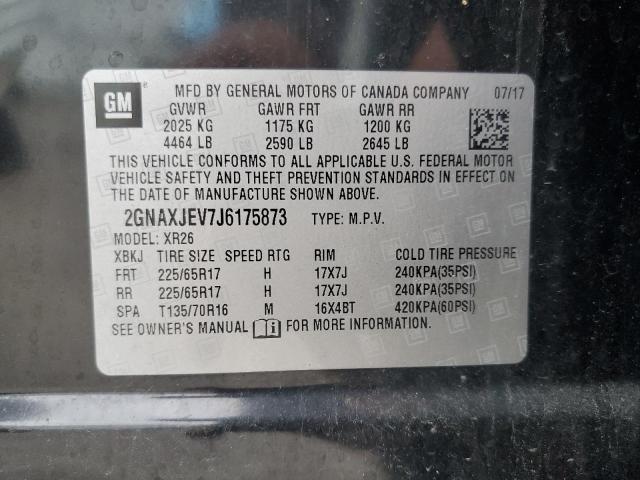 GM
MFD BY GENERAL MOTORS OF CANADA COMPANY 07/17
GVWR GAWR FRT GAWR RR
2025 KG 1175 KG 1200 KG
4464 LB 2590 LB 2645 LB
THIS VEHICLE CONFORMS TO ALL APPLICABLE U.S. FEDERAL MOTOR
VEHICLE SAFETY AND THEFT PREVENTION STANDARDS IN EFFECT ON
THE DATE OF MANUFACTURE SHOWN ABOVE.
2GNAXJEV7J6175873 TYPE: M.P.V.
MODEL: XR26
XBKJ TIRE SIZE SPEED RTG RIM COLD TIRE PRESSURE
FRT 225/65R17 H 17X7J 240KPA(35PSI)
RR 225/65R17 H 17X7J 240KPA(35PSI)
SPA T135/70R16 M 16X4BT 420KPA(60PSI)
SEE OWNER'S MANUAL FOR MORE INFORMATION.